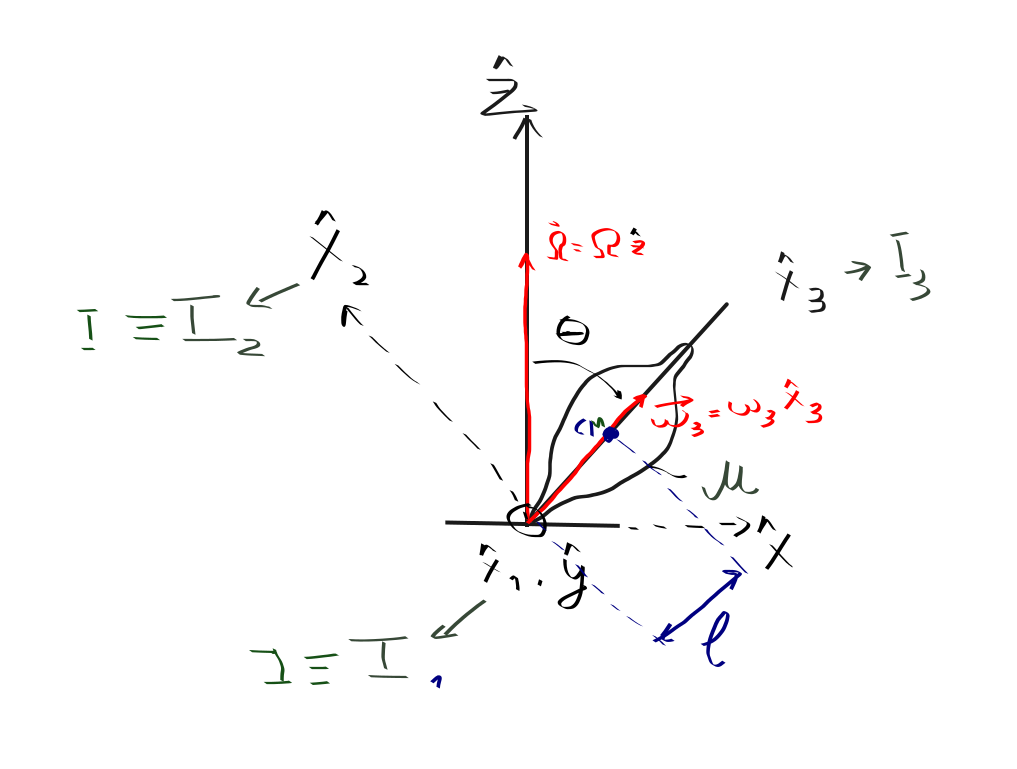 ẑ
Ω⃗ = Ω ẑ
x̂₂
x̂₃ → I₃
I ≡ I₂
θ
ω⃗₃ = ω₃ x̂₃
CM
μ
x̂
x̂₁, ŷ
l
I ≡ I₁